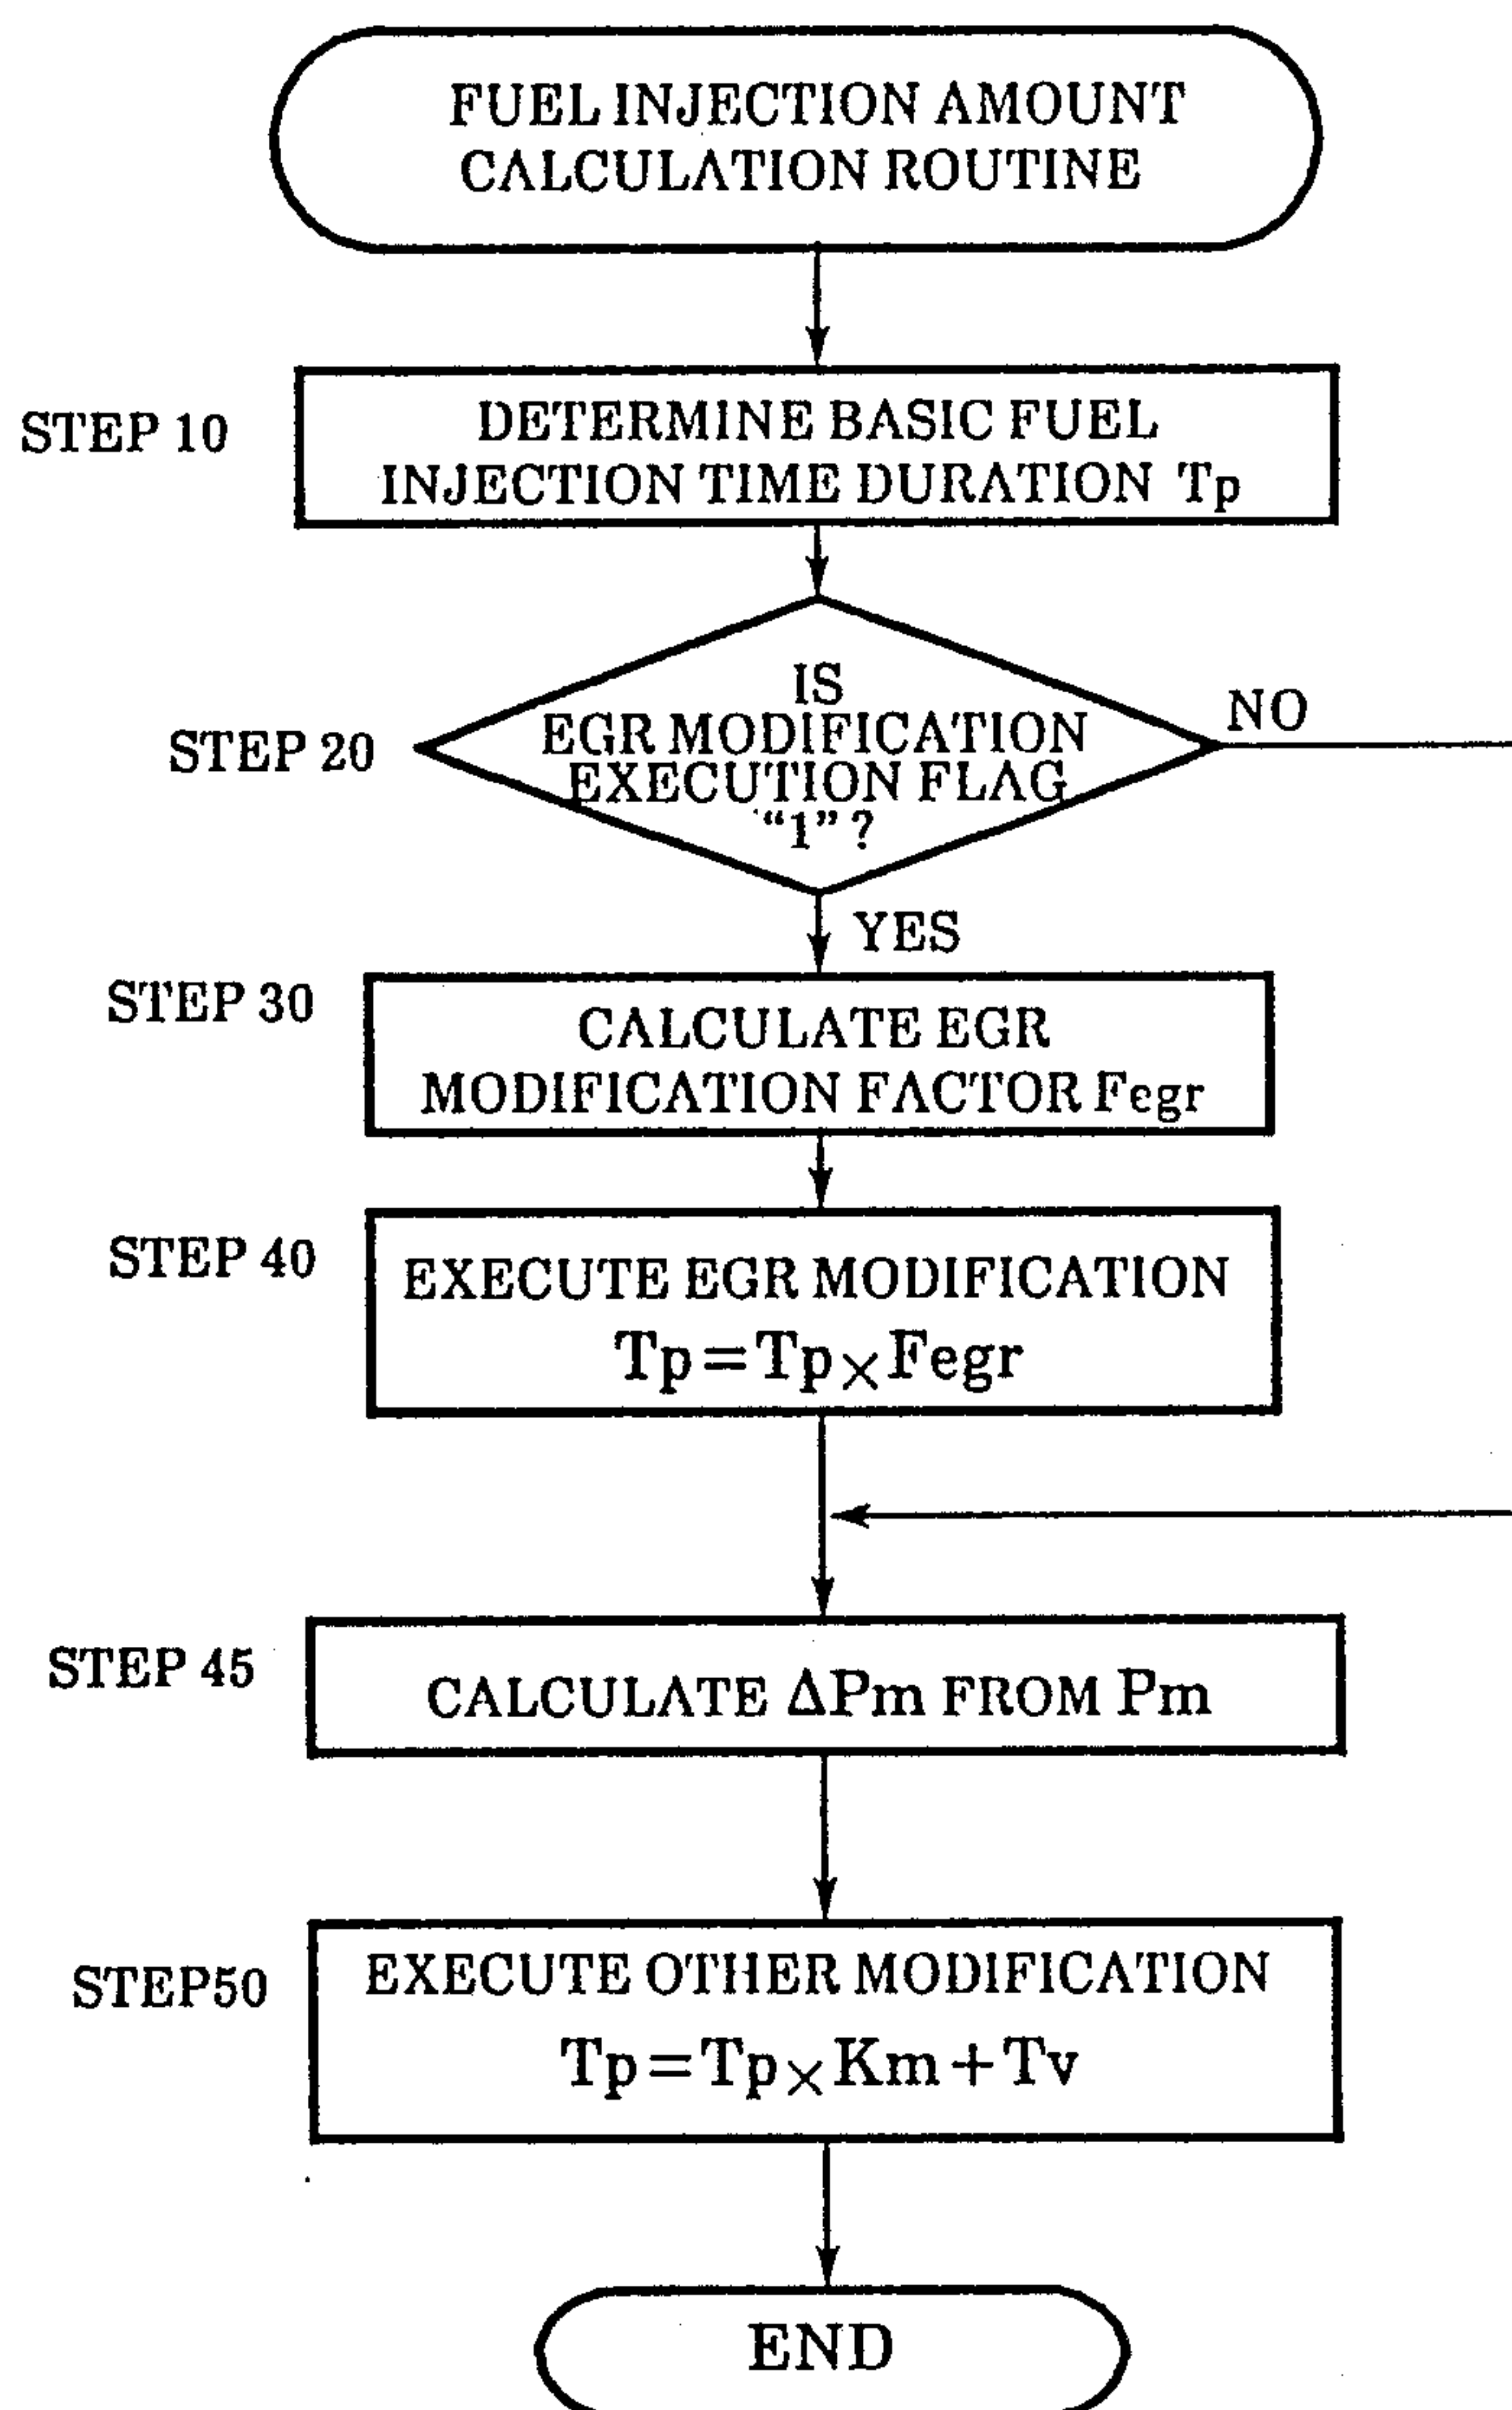 FUEL INJECTION AMOUNT
CALCULATION ROUTINE
STEP 10
DETERMINE BASIC FUEL
INJECTION TIME DURATION Tp
STEP 20
IS
EGR MODIFICATION
EXECUTION FLAG
“1”?
NO
YES
STEP 30
CALCULATE EGR
MODIFICATION FACTOR Fegr
STEP 40
EXECUTE EGR MODIFICATION
Tp=Tp×Fegr
STEP 45
CALCULATE ΔPm FROM Pm
STEP50
EXECUTE OTHER MODIFICATION
Tp=Tp×Km+Tv
END